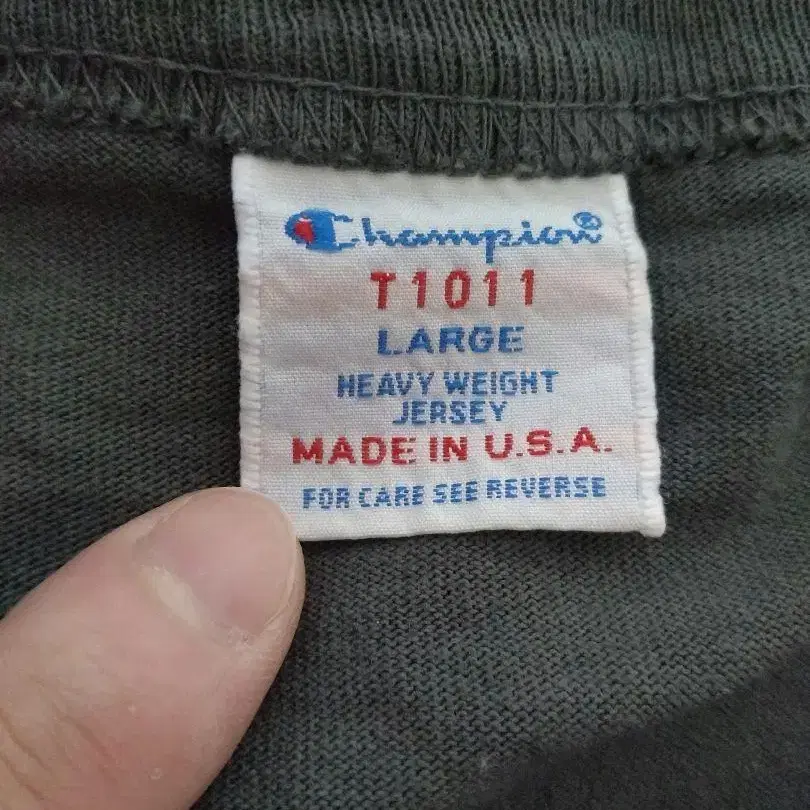 Champion®
T1011
LARGE
HEAVY WEIGHT
JERSEY
MADE IN U.S.A.
FOR CARE SEE REVERSE